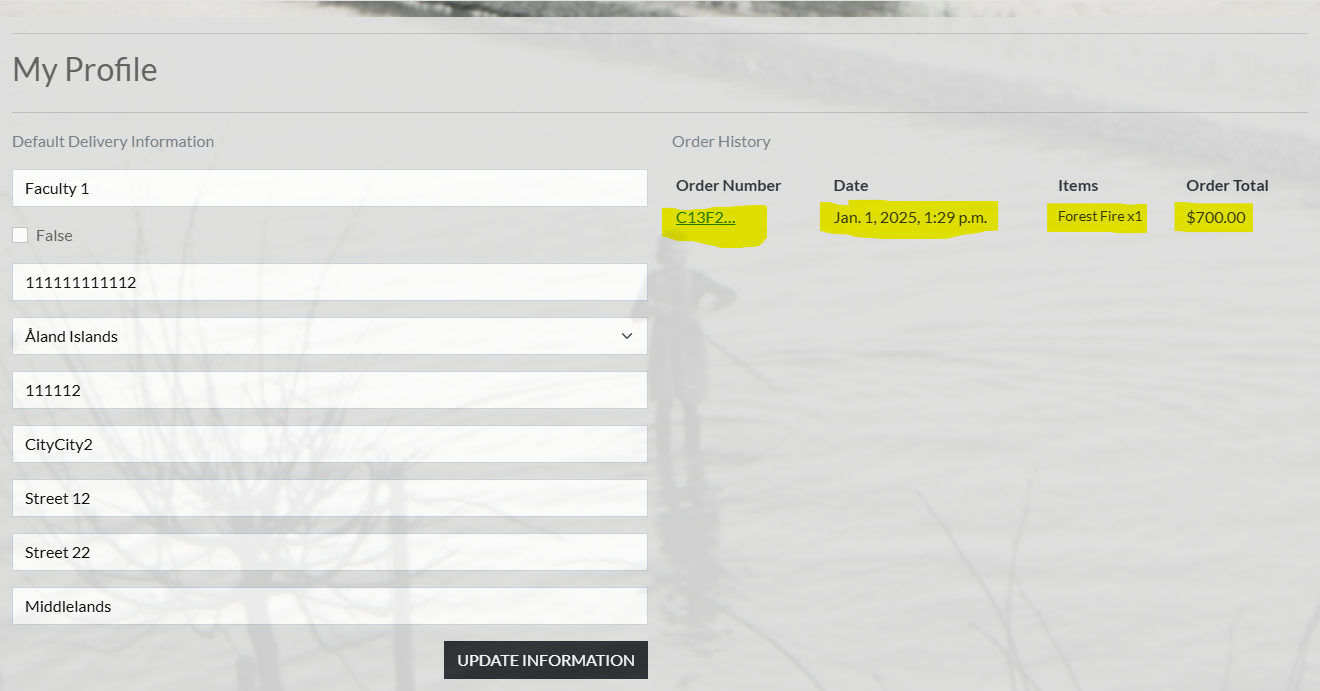 My Profile
Default Delivery Information
Faculty 1
False
111111111112
Åland Islands
111112
CityCity2
Street 12
Street 22
Middlelands
UPDATE INFORMATION
Order History
Order Number Date Items Order Total
C13F2... Jan. 1, 2025, 1:29 p.m. Forest Fire x1 $700.00